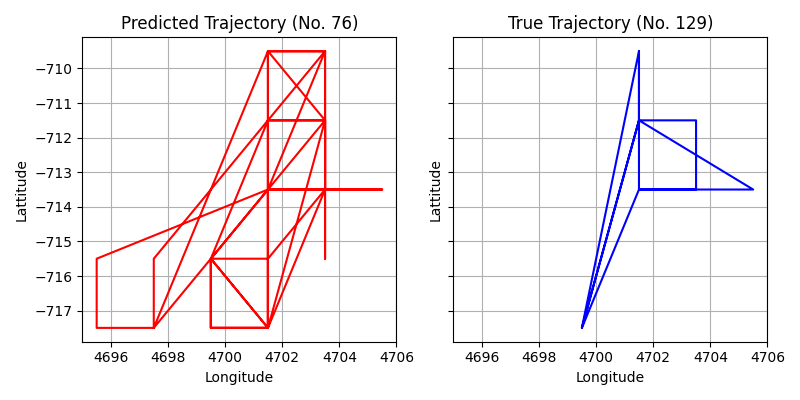 Predicted Trajectory (No. 76)
True Trajectory (No. 129)
−710
−711
−712
−713
−714
−715
−716
−717
Lattitude
Lattitude
4696 4698 4700 4702 4704 4706
4696 4698 4700 4702 4704 4706
Longitude
Longitude